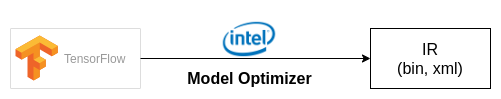 TensorFlow
intel
Model Optimizer
IR
(bin, xml)